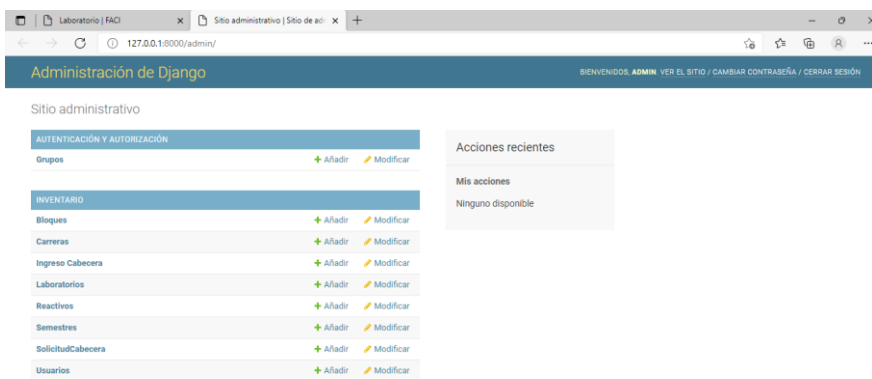 Laboratorio | FACI
Sitio administrativo | Sitio de adm
127.0.0.1:8000/admin/
Administración de Django
BIENVENIDOS, ADMIN. VER EL SITIO / CAMBIAR CONTRASEÑA / CERRAR SESIÓN
Sitio administrativo
AUTENTICACIÓN Y AUTORIZACIÓN
Grupos + Añadir Modificar
INVENTARIO
Bloques + Añadir Modificar
Carreras + Añadir Modificar
Ingreso Cabecera + Añadir Modificar
Laboratorios + Añadir Modificar
Reactivos + Añadir Modificar
Semestres + Añadir Modificar
SolicitudCabecera + Añadir Modificar
Usuarios + Añadir Modificar
Acciones recientes
Mis acciones
Ninguno disponible